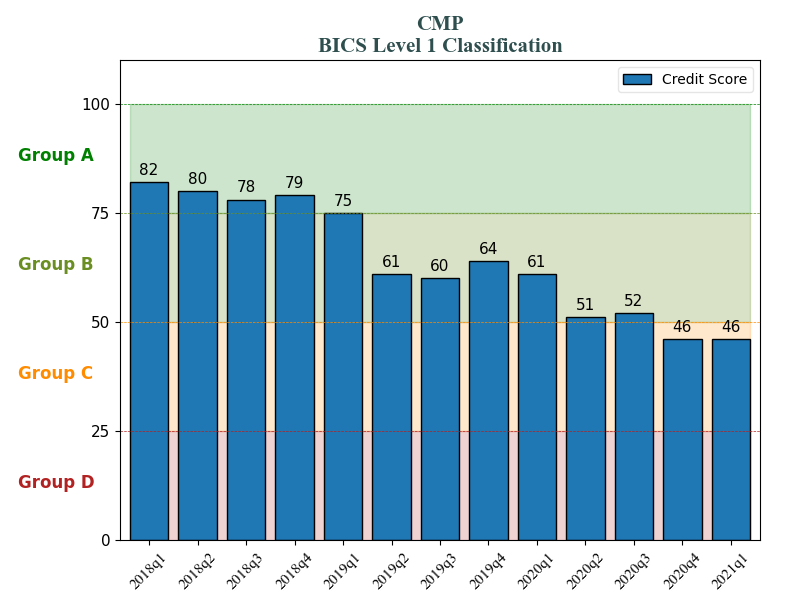 CMP
BICS Level 1 Classification
Credit Score
100
75
50
25
0
Group A
Group B
Group C
Group D
82
80
78
79
75
61
60
64
61
51
52
46
46
2018q1
2018q2
2018q3
2018q4
2019q1
2019q2
2019q3
2019q4
2020q1
2020q2
2020q3
2020q4
2021q1